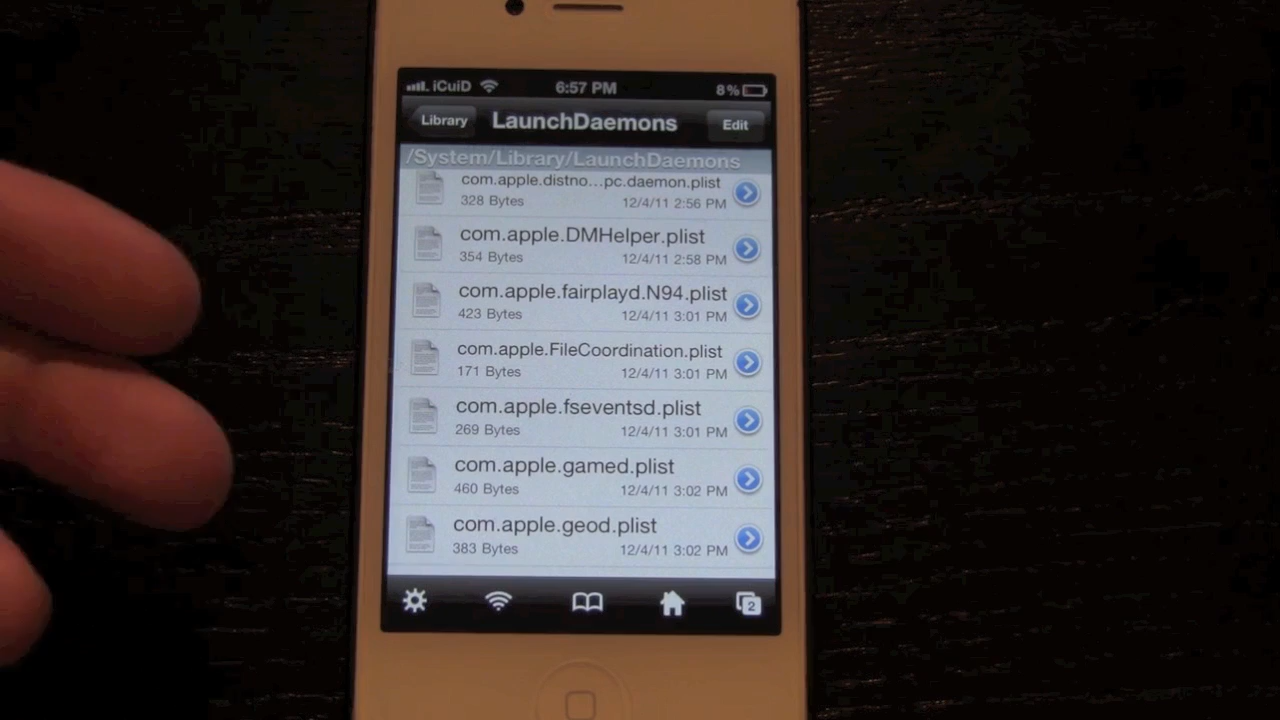 iCuiD 6:57 PM 8%
Library LaunchDaemons Edit
/System/Library/LaunchDaemons
com.apple.distno...pc.daemon.plist
328 Bytes 12/4/11 2:56 PM
com.apple.DMHelper.plist
354 Bytes 12/4/11 2:58 PM
com.apple.fairplayd.N94.plist
423 Bytes 12/4/11 3:01 PM
com.apple.FileCoordination.plist
171 Bytes 12/4/11 3:01 PM
com.apple.fseventsd.plist
269 Bytes 12/4/11 3:01 PM
com.apple.gamed.plist
460 Bytes 12/4/11 3:02 PM
com.apple.geod.plist
383 Bytes 12/4/11 3:02 PM
2